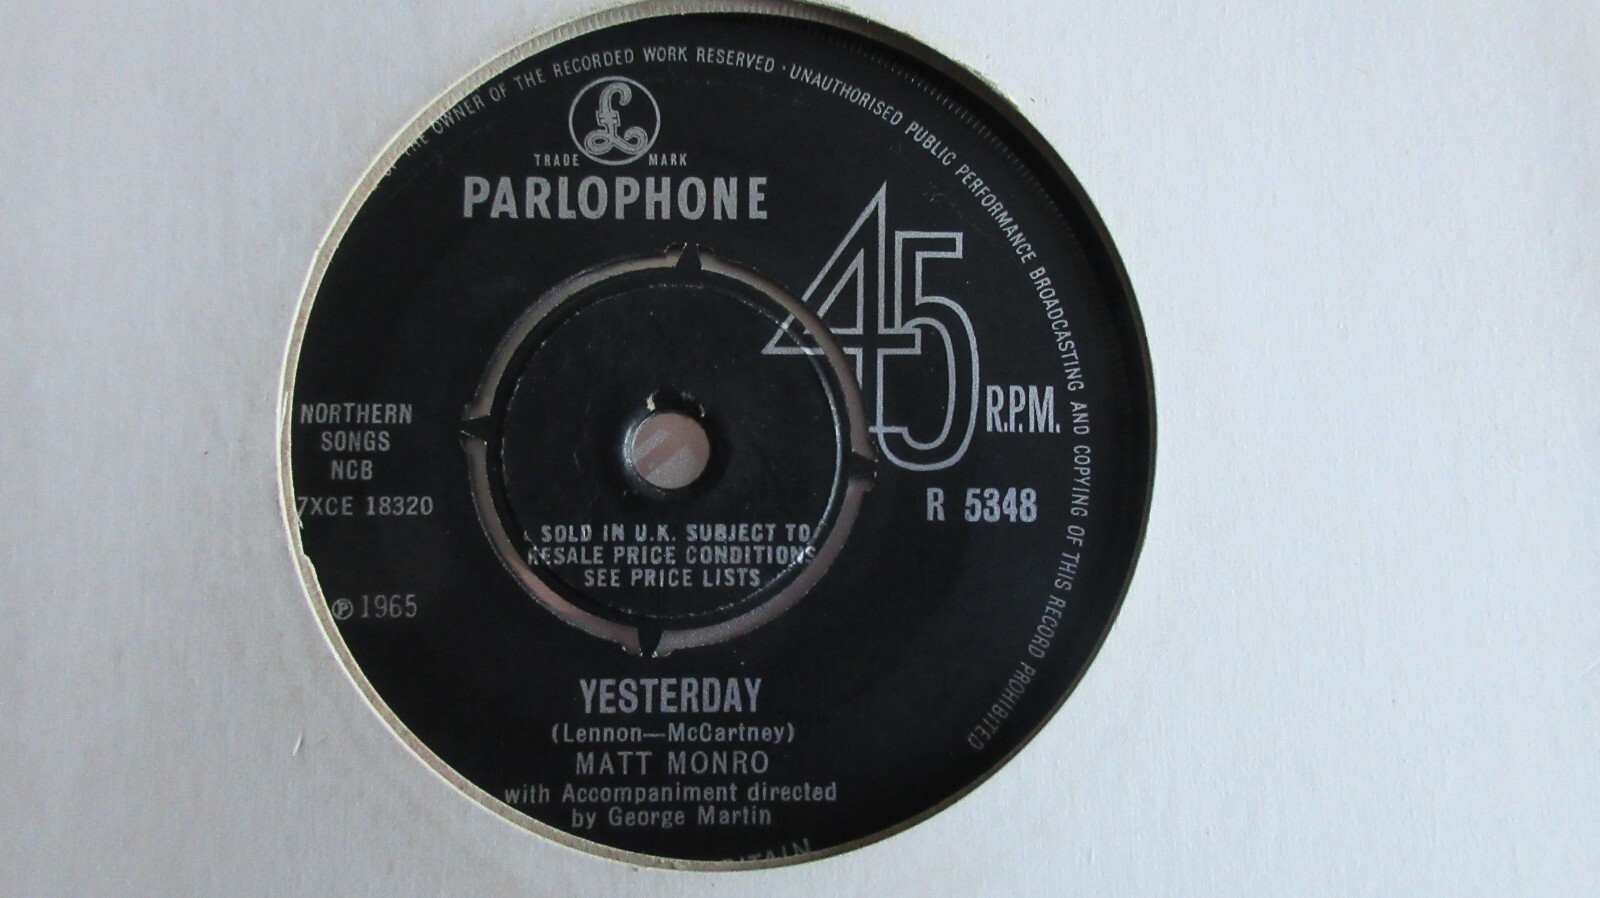 OF THE OWNER OF THE RECORDED WORK RESERVED · UNAUTHORISED PUBLIC PERFORMANCE BROADCASTING AND COPYING OF THIS RECORD PROHIBITED
£
TRADE MARK
PARLOPHONE
45
R.P.M.
NORTHERN
SONGS
NCB
7XCE 18320
R 5348
SOLD IN U.K. SUBJECT TO
RESALE PRICE CONDITIONS
SEE PRICE LISTS
℗ 1965
YESTERDAY
(Lennon—McCartney)
MATT MONRO
with Accompaniment directed
by George Martin